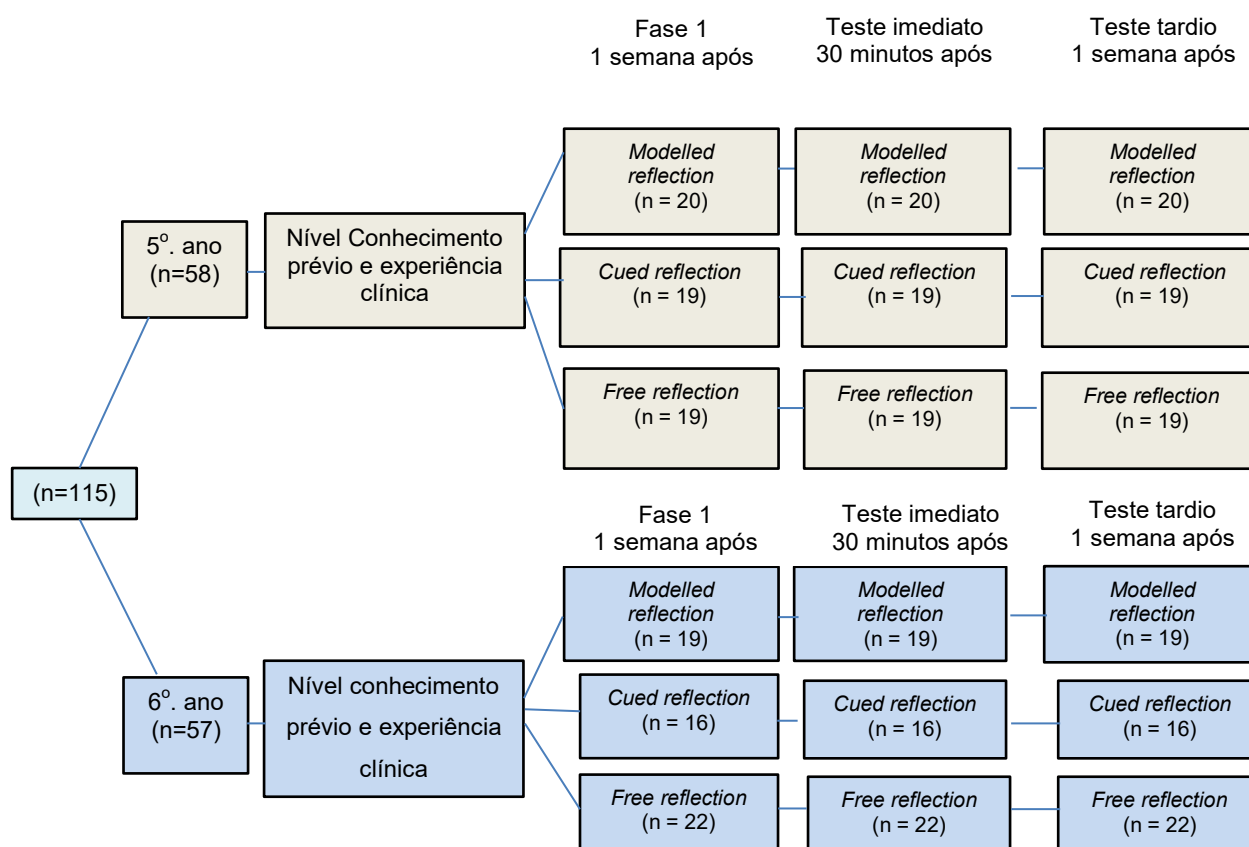 Fase 1
1 semana após
Teste imediato
30 minutos após
Teste tardio
1 semana após
Modelled
reflection
(n = 20)
Modelled
reflection
(n = 20)
Modelled
reflection
(n = 20)
5º. ano
(n=58)
Nível Conhecimento
prévio e experiência
clínica
Cued reflection
(n = 19)
Cued reflection
(n = 19)
Cued reflection
(n = 19)
Free reflection
(n = 19)
Free reflection
(n = 19)
Free reflection
(n = 19)
(n=115)
Fase 1
1 semana após
Teste imediato
30 minutos após
Teste tardio
1 semana após
Modelled
reflection
(n = 19)
Modelled
reflection
(n = 19)
Modelled
reflection
(n = 19)
6º. ano
(n=57)
Nível conhecimento
prévio e experiência
clínica
Cued reflection
(n = 16)
Cued reflection
(n = 16)
Cued reflection
(n = 16)
Free reflection
(n = 22)
Free reflection
(n = 22)
Free reflection
(n = 22)